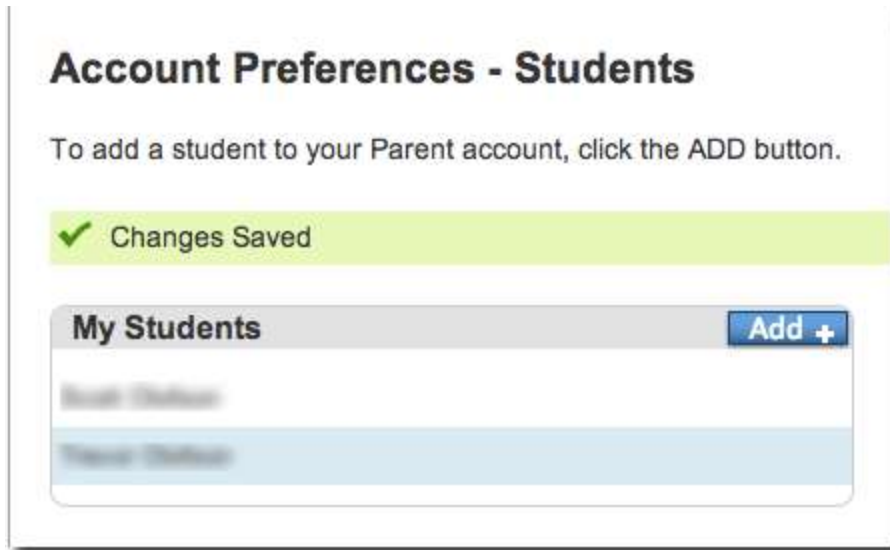 Account Preferences - Students
To add a student to your Parent account, click the ADD button.
Changes Saved
My Students
Add +